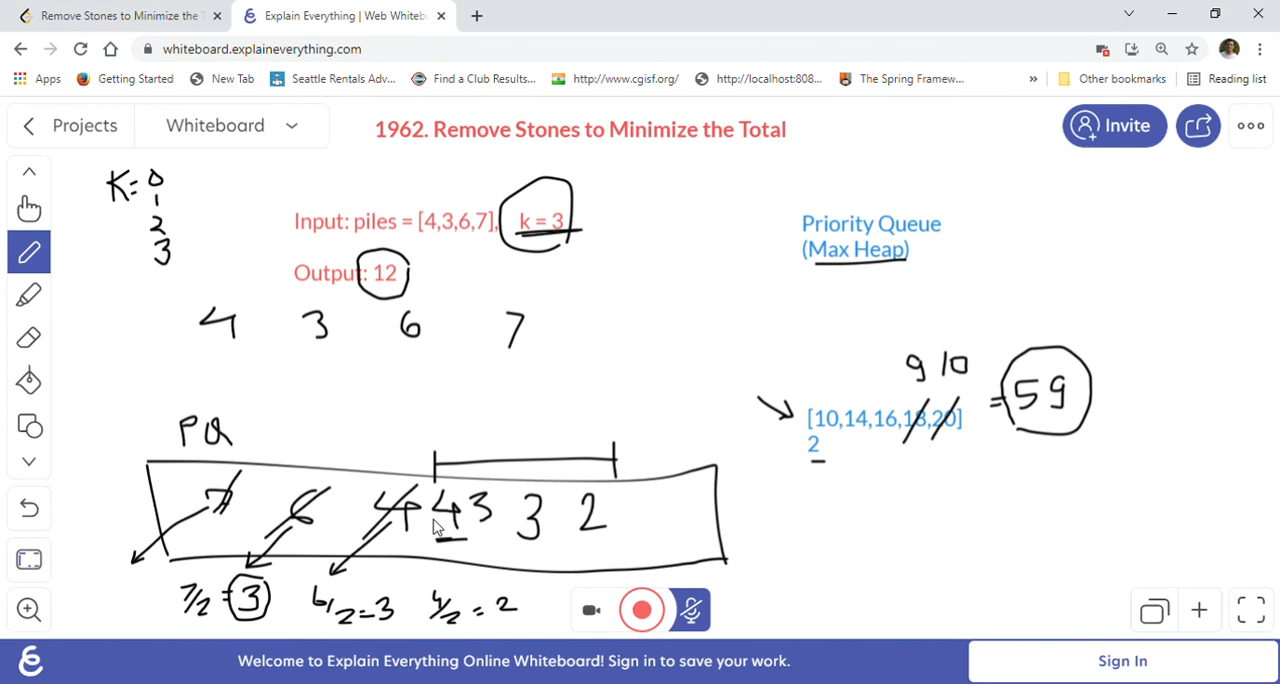 Remove Stones to Minimize the
Explain Everything | Web Whiteb
whiteboard.explaineverything.com
Apps Getting Started New Tab Seattle Rentals Adv... Find a Club Results... http://www.cgisf.org/ http://localhost:808... The Spring Framew... » Other bookmarks Reading list
Projects Whiteboard
1962. Remove Stones to Minimize the Total
Invite
K= 0
1
2
3
Input: piles = [4,3,6,7], k = 3
Output: 12
Priority Queue
(Max Heap)
4 3 6 7
9 10
[10,14,16,18,20] = 59
2
PQ
7 6 4 4 3 3 2
7/2 = 3 6/2 = 3 4/2 = 2
Welcome to Explain Everything Online Whiteboard! Sign in to save your work.
Sign In